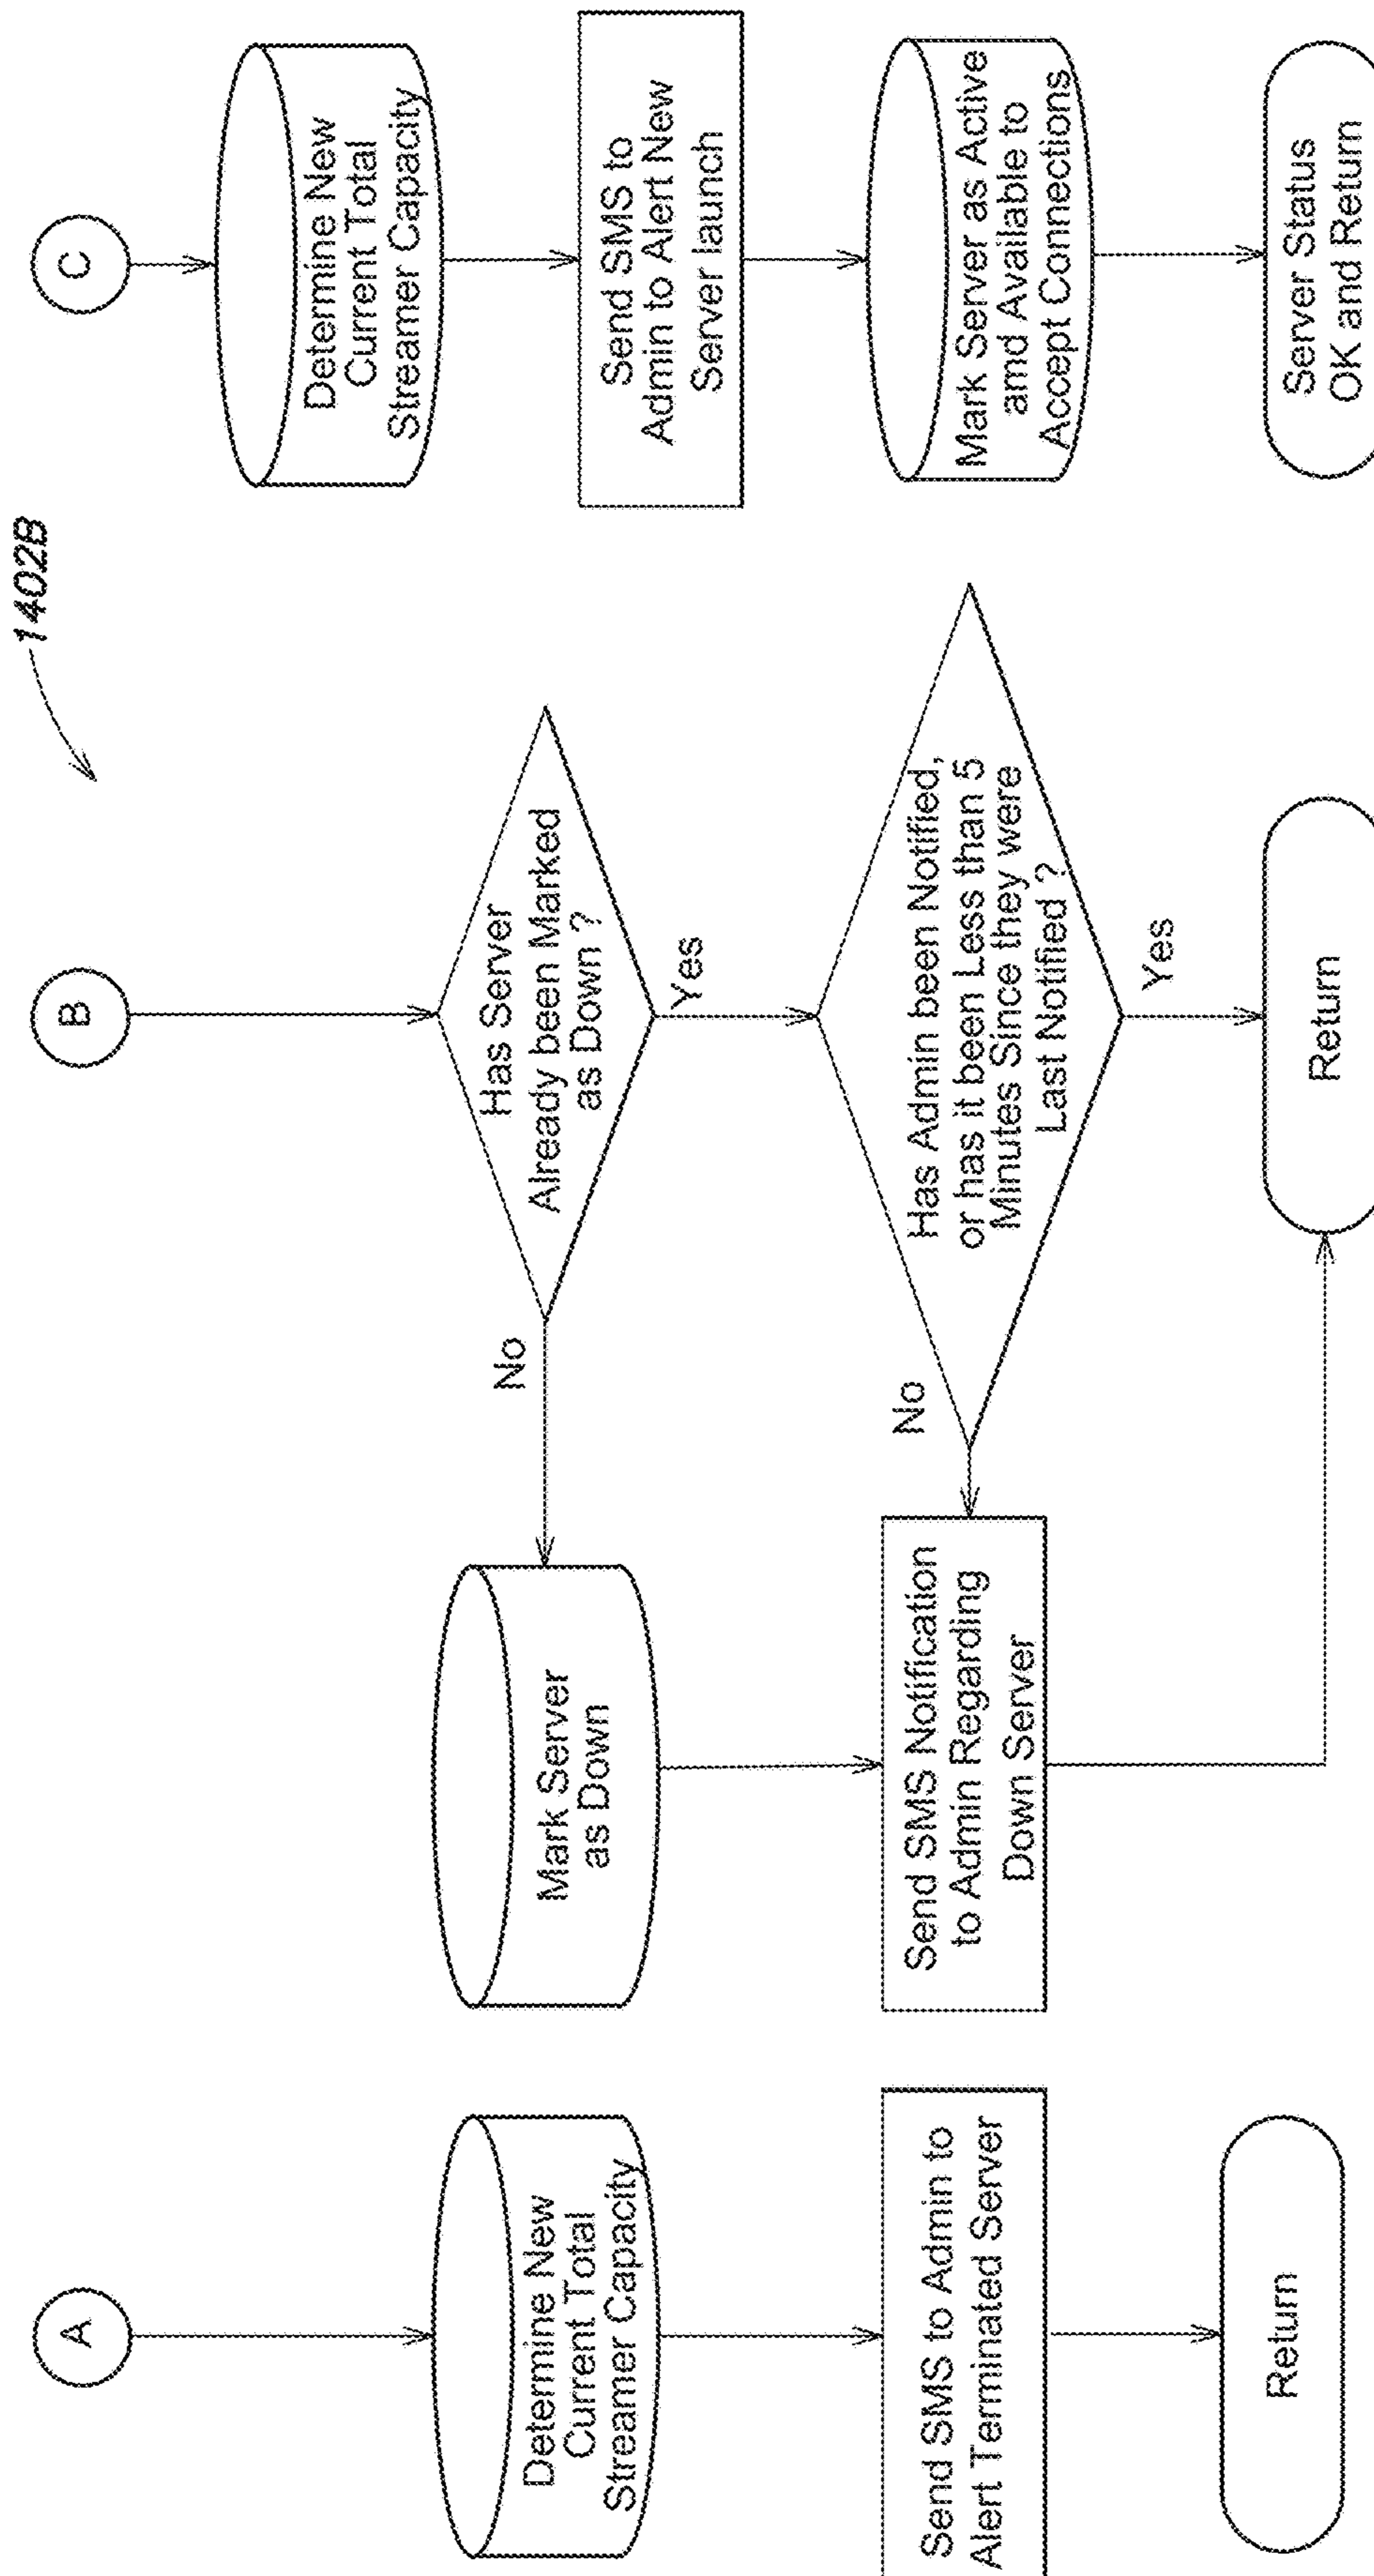 1402B
A
Determine New
Current Total
Streamer Capacity
Send SMS to Admin to
Alert Terminated Server
Return
B
Has Server
Already been Marked
as Down ?
No
Yes
Mark Server
as Down
Has Admin been Notified,
or has it been Less than 5
Minutes Since they were
Last Notified ?
No
Yes
Send SMS Notification
to Admin Regarding
Down Server
Return
C
Determine New
Current Total
Streamer Capacity
Send SMS to
Admin to Alert New
Server launch
Mark Server as Active
amd Available to
Accept Connections
Server Status
OK and Return